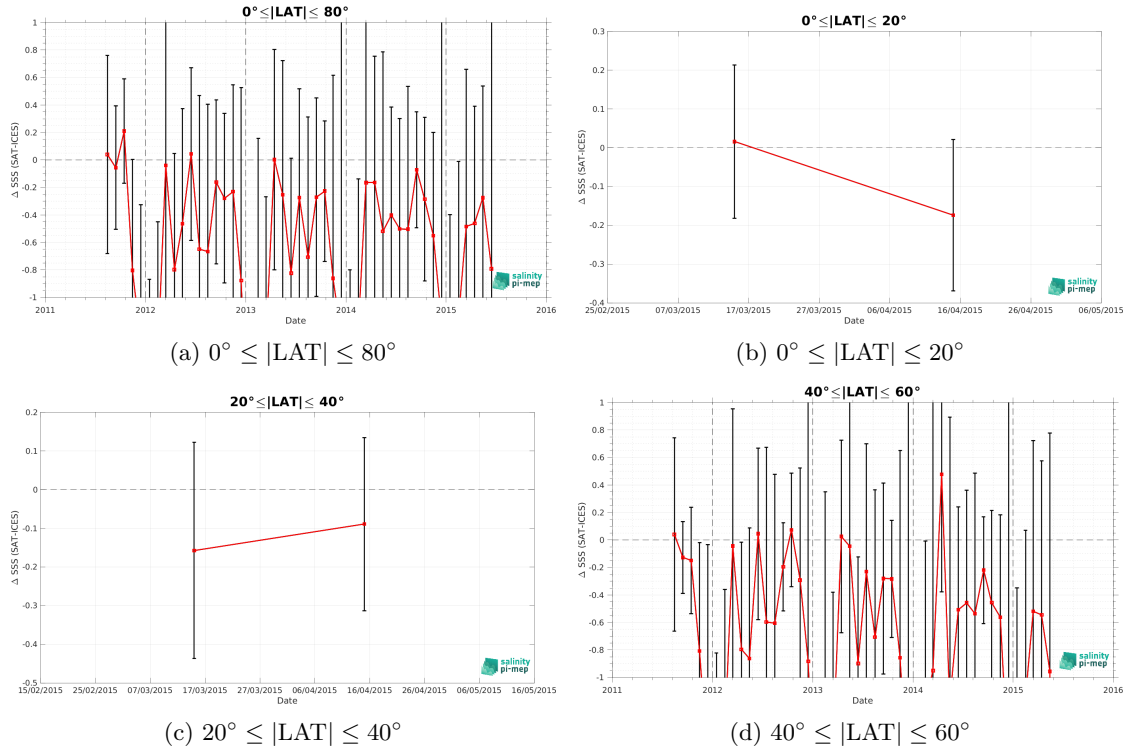 0°≤|LAT|≤ 80°
1
0.8
0.6
0.4
0.2
0
-0.2
-0.4
-0.6
-0.8
-1
Δ SSS (SAT-ICES)
2011 2012 2013 2014 2015 2016
Date
salinity
pi-mep
(a) 0° ≤ |LAT| ≤ 80°
0°≤|LAT|≤ 20°
0.3
0.2
0.1
0
-0.1
-0.2
-0.3
-0.4
Δ SSS (SAT-ICES)
25/02/2015 07/03/2015 17/03/2015 27/03/2015 06/04/2015 16/04/2015 26/04/2015 06/05/2015
Date
salinity
pi-mep
(b) 0° ≤ |LAT| ≤ 20°
20°≤|LAT|≤ 40°
0.2
0.1
0
-0.1
-0.2
-0.3
-0.4
-0.5
Δ SSS (SAT-ICES)
15/02/2015 25/02/2015 07/03/2015 17/03/2015 27/03/2015 06/04/2015 16/04/2015 26/04/2015 06/05/2015 16/05/2015
Date
salinity
pi-mep
(c) 20° ≤ |LAT| ≤ 40°
40°≤|LAT|≤ 60°
1
0.8
0.6
0.4
0.2
0
-0.2
-0.4
-0.6
-0.8
-1
Δ SSS (SAT-ICES)
2011 2012 2013 2014 2015 2016
Date
salinity
pi-mep
(d) 40° ≤ |LAT| ≤ 60°